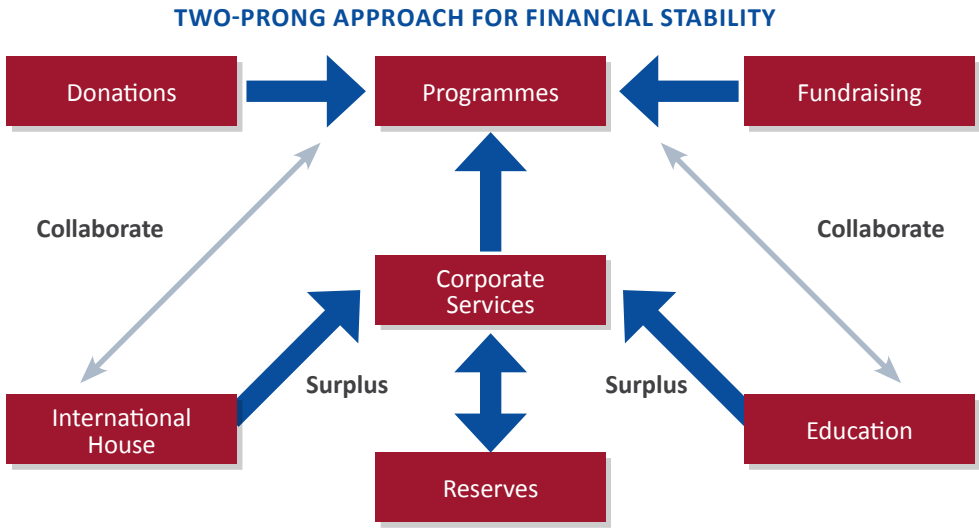 TWO-PRONG APPROACH FOR FINANCIAL STABILITY
Donations
Programmes
Fundraising
Collaborate
Collaborate
Corporate
Services
Surplus
Surplus
International
House
Education
Reserves